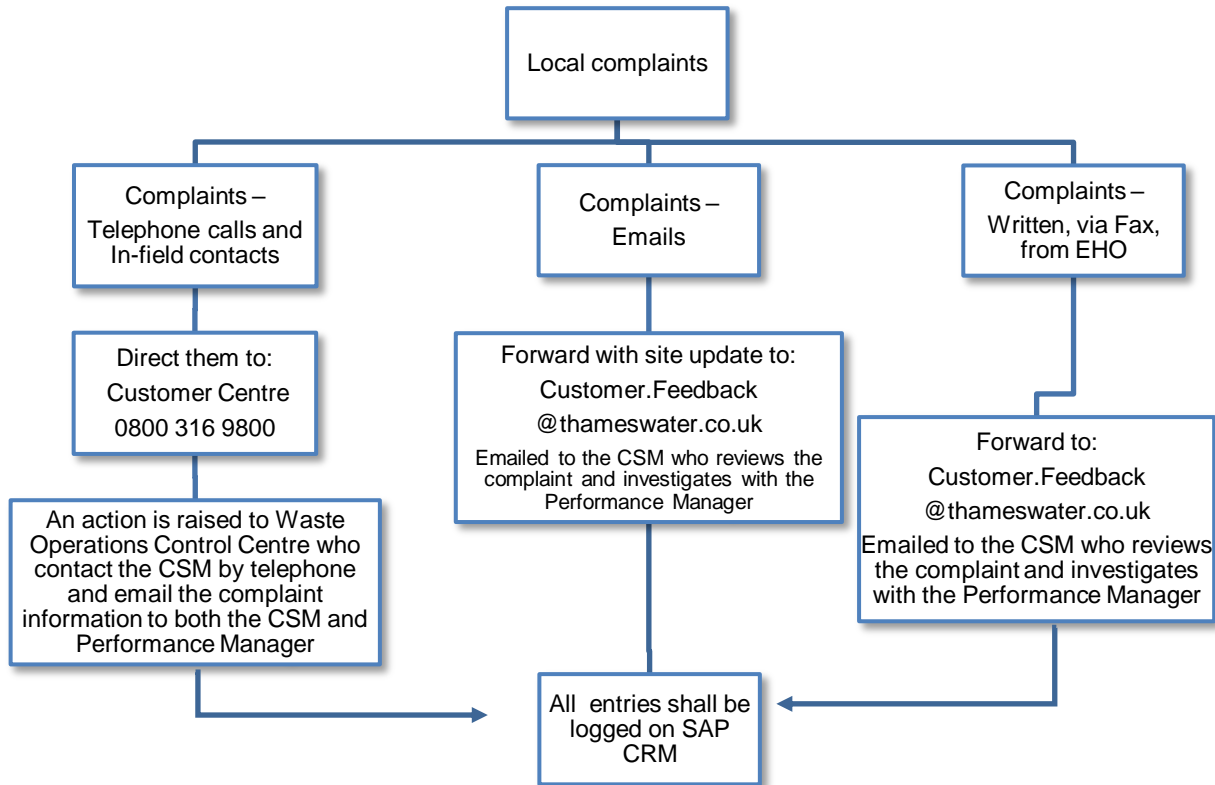 Local complaints
Complaints –
Telephone calls and
In-field contacts
Complaints –
Emails
Complaints –
Written, via Fax,
from EHO
Direct them to:
Customer Centre
0800 316 9800
Forward with site update to:
Customer.Feedback
@thameswater.co.uk
Emailed to the CSM who reviews the
complaint and investigates with the
Performance Manager
Forward to:
Customer.Feedback
@thameswater.co.uk
Emailed to the CSM who reviews
the complaint and investigates
with the Performance Manager
An action is raised to Waste
Operations Control Centre who
contact the CSM by telephone
and email the complaint
information to both the CSM and
Performance Manager
All entries shall be
logged on SAP
CRM